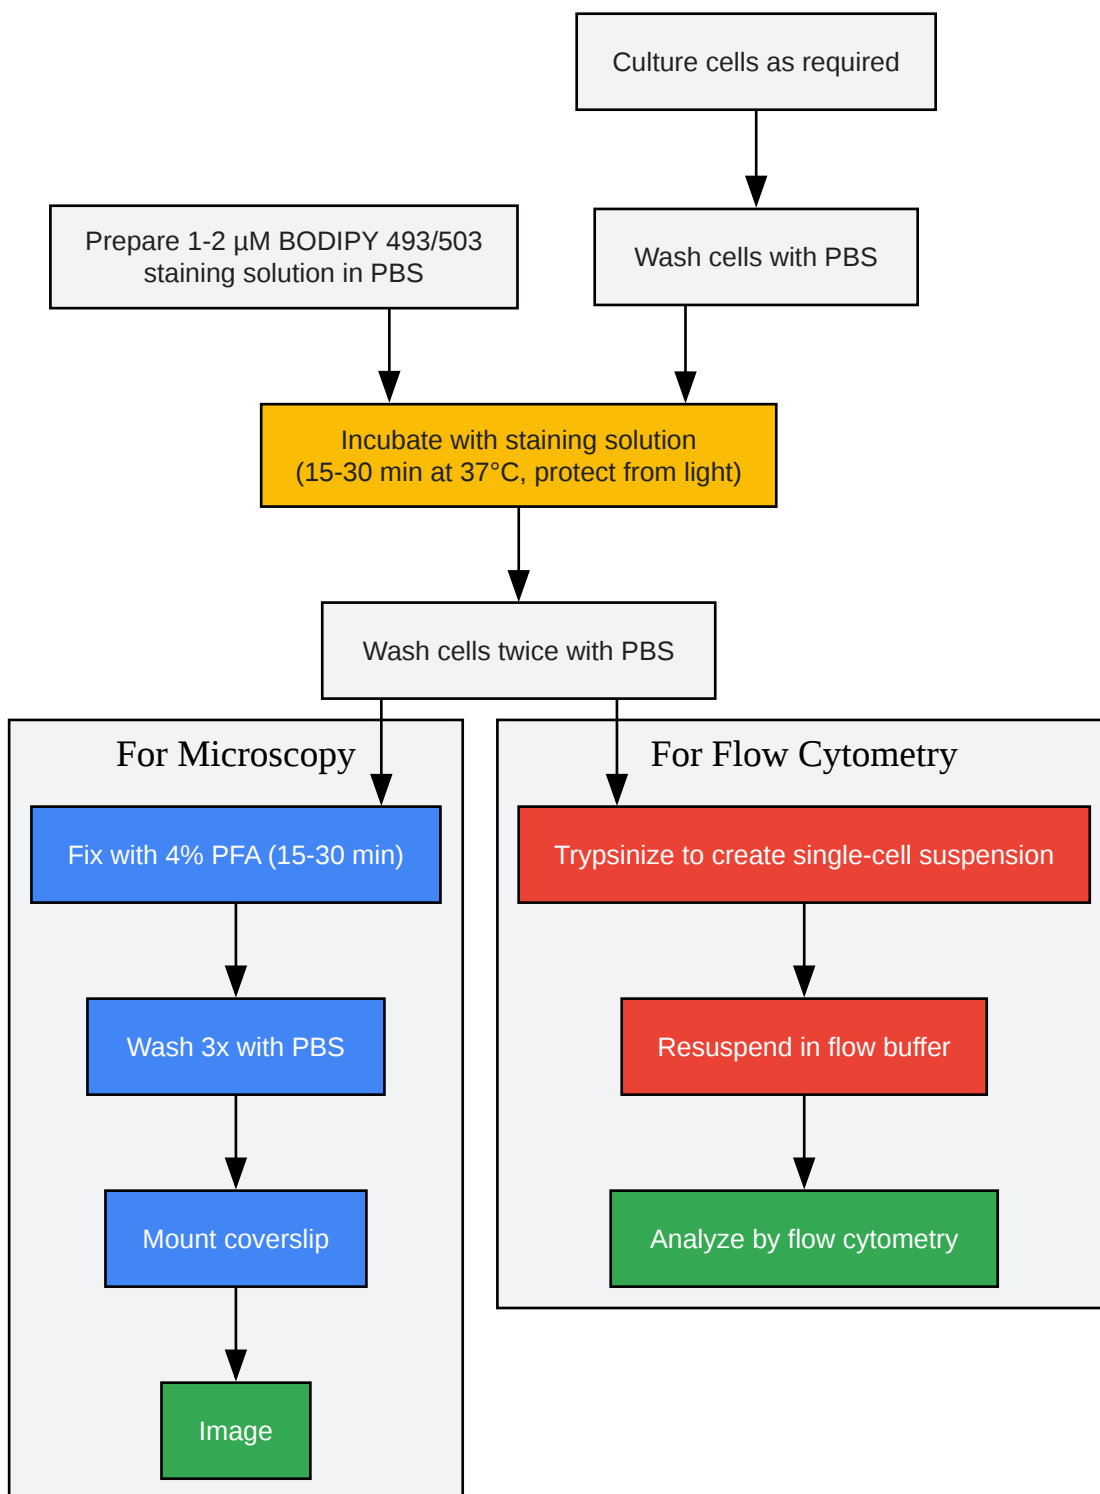 Culture cells as required
Prepare 1-2 µM BODIPY 493/503
staining solution in PBS
Wash cells with PBS
Incubate with staining solution
(15-30 min at 37°C, protect from light)
Wash cells twice with PBS
For Microscopy
Fix with 4% PFA (15-30 min)
Wash 3x with PBS
Mount coverslip
Image
For Flow Cytometry
Trypsinize to create single-cell suspension
Resuspend in flow buffer
Analyze by flow cytometry